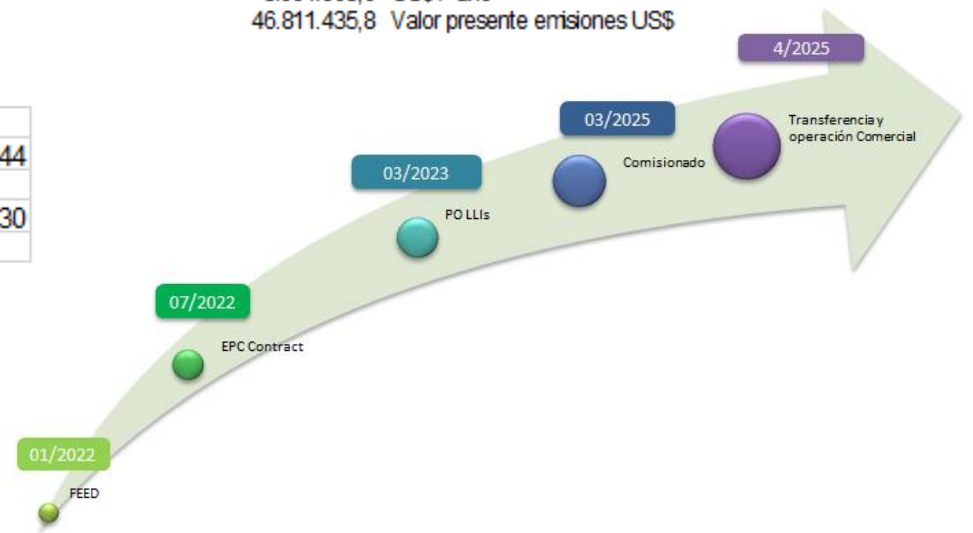 46.811.435,8 Valor presente emisiones US$
4/2025
Transferencia y
operación Comercial
03/2025
Comisionado
44
03/2023
30
PO LLIs
07/2022
EPC Contract
01/2022
FEED